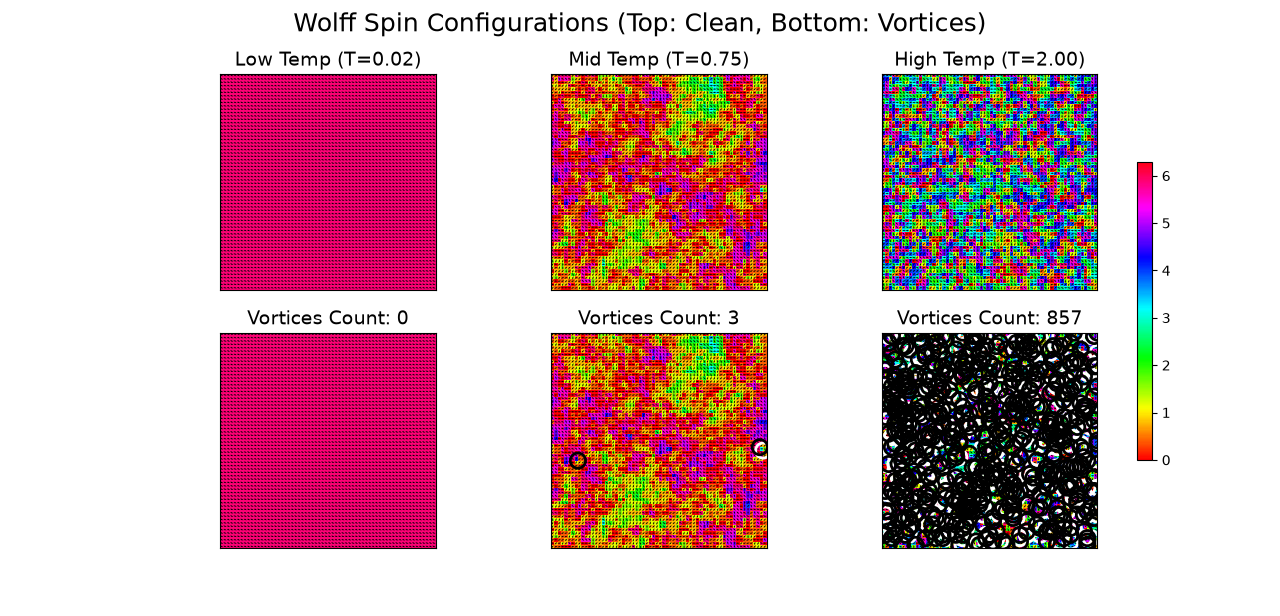 Wolff Spin Configurations (Top: Clean, Bottom: Vortices)
Low Temp (T=0.02)
Mid Temp (T=0.75)
High Temp (T=2.00)
Vortices Count: 0
Vortices Count: 3
Vortices Count: 857
6
5
4
3
2
1
0